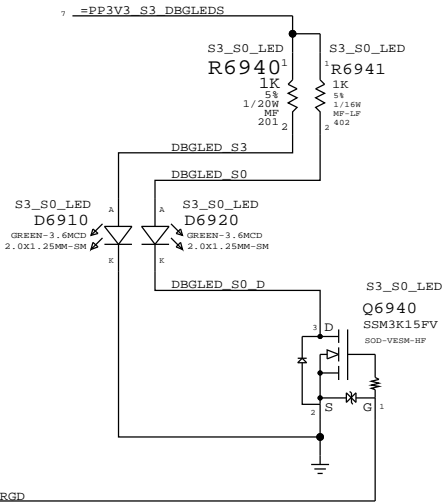 7 =PP3V3_S3_DBGLEDS
S3_S0_LED
R6940
1
1K
5%
1/20W
MF
201
2
S3_S0_LED
1
R6941
1K
5%
1/16W
MF-LF
402
2
DBGLED_S3
DBGLED_S0
S3_S0_LED
D6910
GREEN-3.6MCD
2.0X1.25MM-SM
A
K
S3_S0_LED
D6920
GREEN-3.6MCD
2.0X1.25MM-SM
A
K
DBGLED_S0_D
S3_S0_LED
Q6940
SSM3K15FV
SOD-VESM-HF
3
D
S
2
G
1
RGD